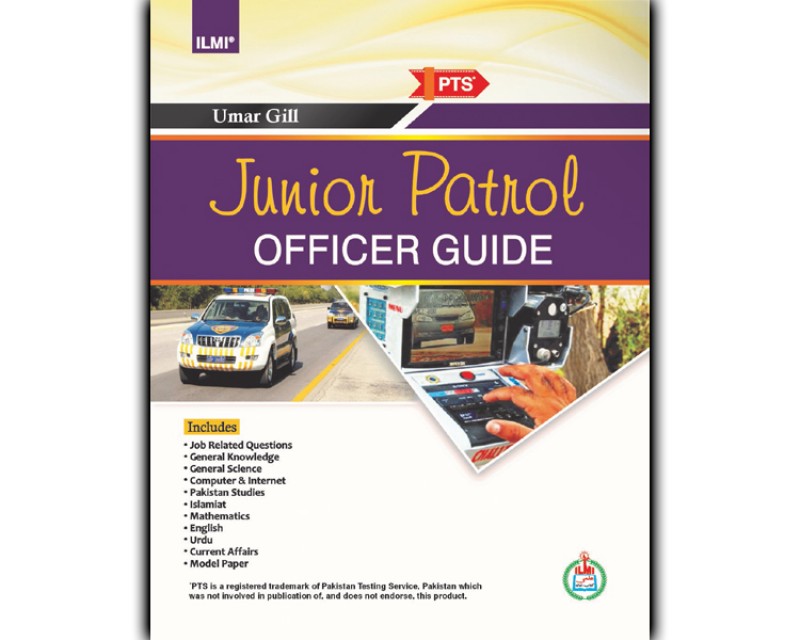 ILMI®
PTS*
Umar Gill
Junior Patrol
OFFICER GUIDE
Includes
• Job Related Questions
• General Knowledge
• General Science
• Computer & Internet
• Pakistan Studies
• Islamiat
• Mathematics
• English
• Urdu
• Current Affairs
• Model Paper
*PTS is a registered trademark of Pakistan Testing Service, Pakistan which
was not involved in publication of, and does not endorse, this product.
ILMI